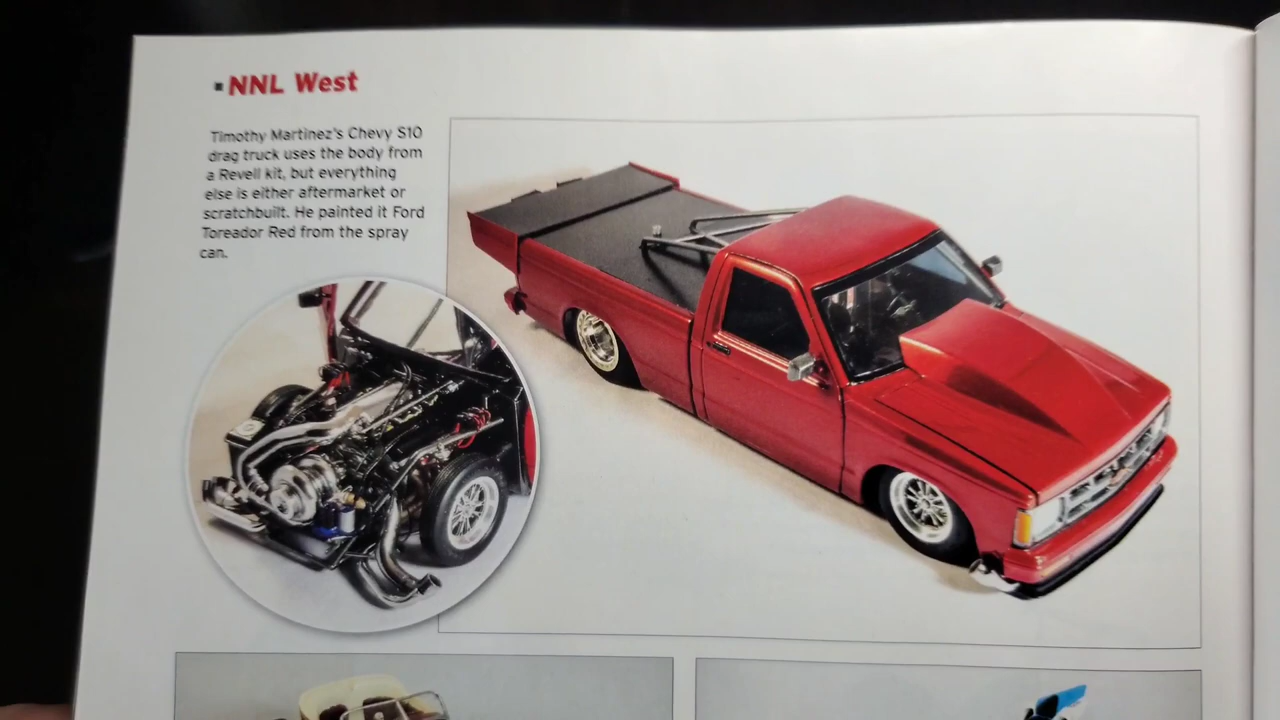 NNL West
Timothy Martinez's Chevy S10
drag truck uses the body from
a Revell kit, but everything
else is either aftermarket or
scratchbuilt. He painted it Ford
Toreador Red from the spray
can.